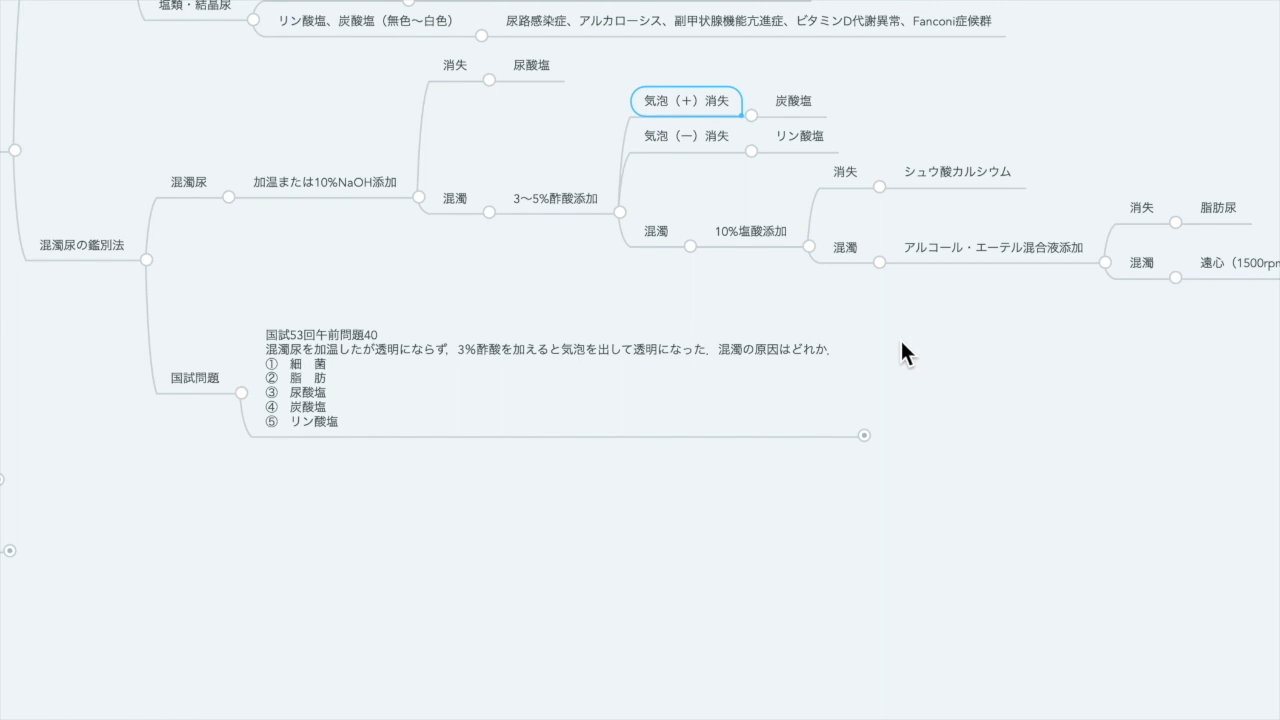 塩類・結晶尿
リン酸塩、炭酸塩（無色〜白色）
尿路感染症、アルカローシス、副甲状腺機能亢進症、ビタミンD代謝異常、Fanconi症候群
消失
尿酸塩
気泡（＋）消失
炭酸塩
気泡（ー）消失
リン酸塩
消失
シュウ酸カルシウム
混濁尿
加温または10%NaOH添加
混濁
3〜5%酢酸添加
消失
脂肪尿
混濁
10%塩酸添加
混濁尿の鑑別法
混濁
アルコール・エーテル混合液添加
混濁
遠心（1500rpm
国試53回午前問題40
混濁尿を加温したが透明にならず，3％酢酸を加えると気泡を出して透明になった．混濁の原因はどれか．
① 細 菌
② 脂 肪
国試問題
③ 尿酸塩
④ 炭酸塩
⑤ リン酸塩